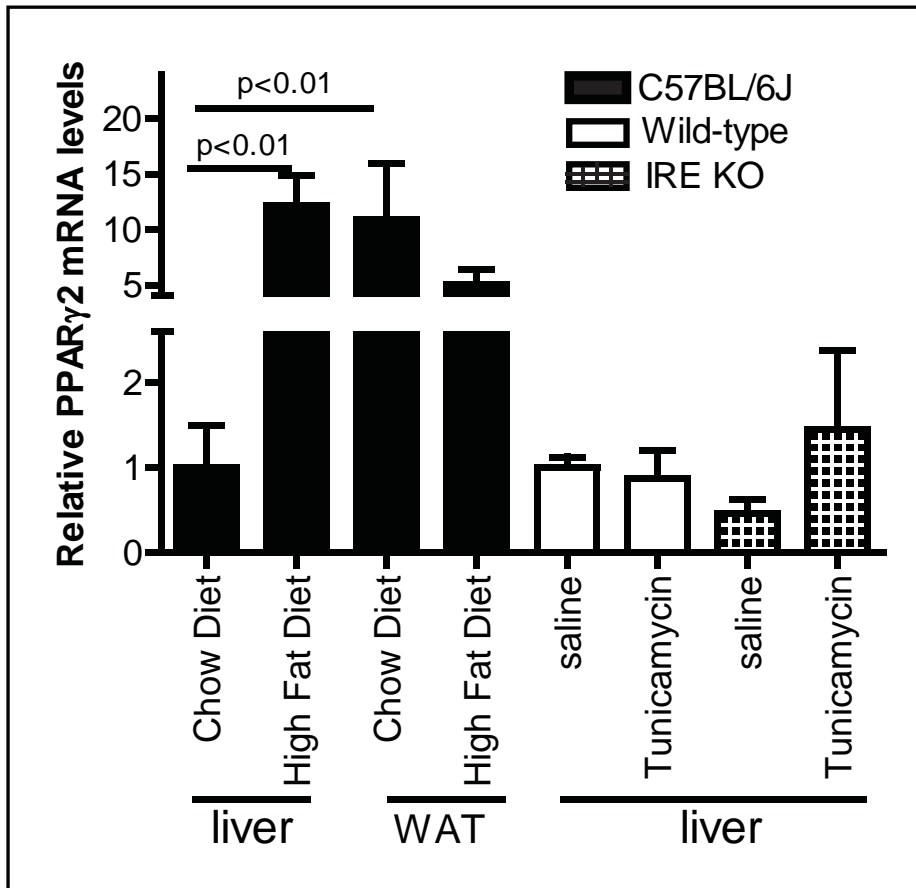 Relative PPARγ2 mRNA levels
20
15
10
5
2
1
0
p<0.01
p<0.01
C57BL/6J
Wild-type
IRE KO
Chow Diet
High Fat Diet
Chow Diet
High Fat Diet
saline
Tunicamycin
saline
Tunicamycin
liver
WAT
liver